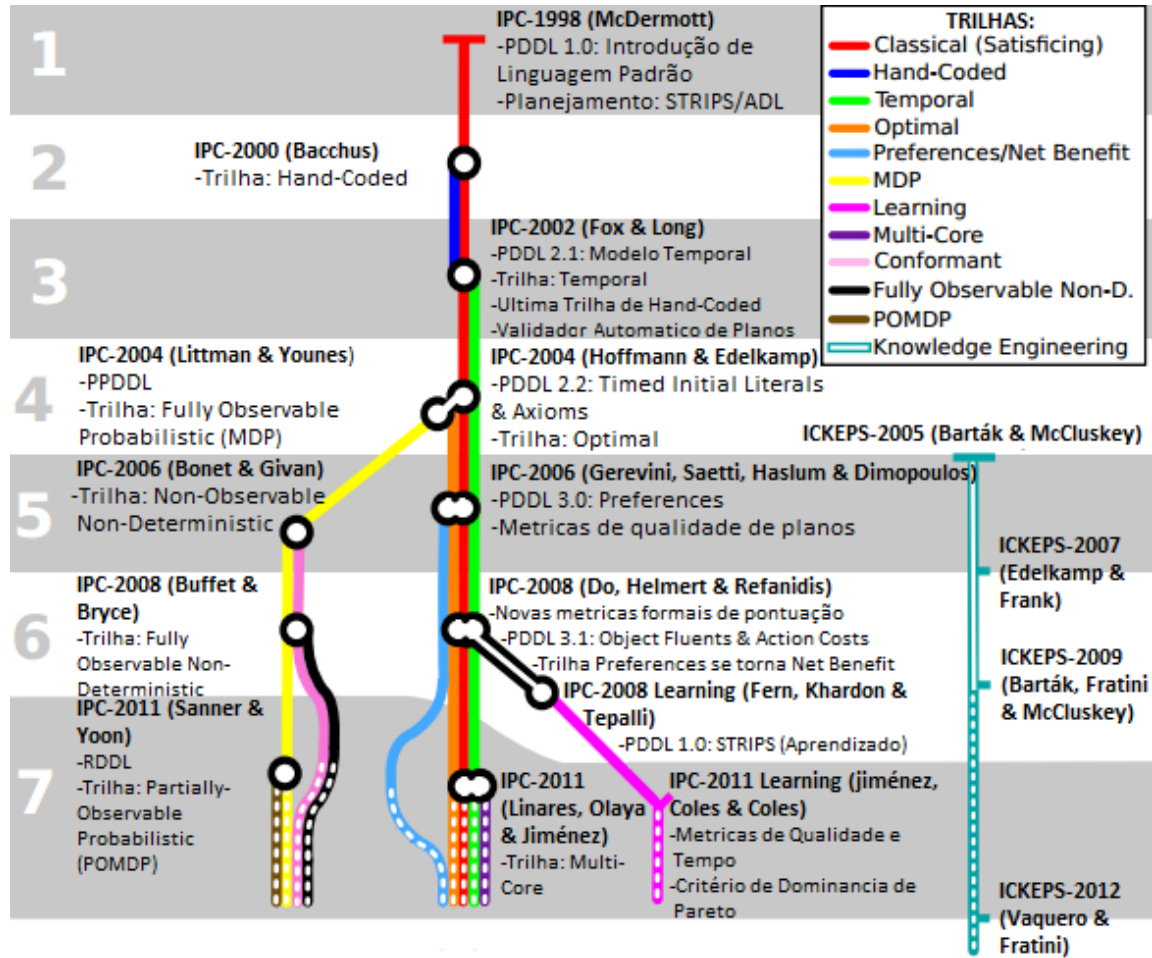 1
IPC-1998 (McDermott)
-PDDL 1.0: Introdução de
Linguagem Padrão
-Planejamento: STRIPS/ADL
TRILHAS:
Classical (Satisficing)
Hand-Coded
Temporal
Optimal
Preferences/Net Benefit
MDP
Learning
Multi-Core
Conformant
Fully Observable Non-D.
POMDP
Knowledge Engineering
2
IPC-2000 (Bacchus)
-Trilha: Hand-Coded
3
IPC-2002 (Fox & Long)
-PDDL 2.1: Modelo Temporal
-Trilha: Temporal
-Ultima Trilha de Hand-Coded
-Validador Automatico de Planos
4
IPC-2004 (Littman & Younes)
-PPDDL
-Trilha: Fully Observable
Probabilistic (MDP)
IPC-2004 (Hoffmann & Edelkamp)
-PDDL 2.2: Timed Initial Literals
& Axioms
-Trilha: Optimal
ICKEPS-2005 (Barták & McCluskey)
5
IPC-2006 (Bonet & Givan)
-Trilha: Non-Observable
Non-Deterministic
IPC-2006 (Gerevini, Saetti, Haslum & Dimopoulos)
-PDDL 3.0: Preferences
-Metricas de qualidade de planos
ICKEPS-2007
(Edelkamp &
Frank)
6
IPC-2008 (Buffet &
Bryce)
-Trilha: Fully
Observable Non-
Deterministic
IPC-2008 (Do, Helmert & Refanidis)
-Novas metricas formais de pontuação
-PDDL 3.1: Object Fluents & Action Costs
-Trilha Preferences se torna Net Benefit
IPC-2008 Learning (Fern, Khardon &
Tepalli)
-PDDL 1.0: STRIPS (Aprendizado)
ICKEPS-2009
(Barták, Fratini
& McCluskey)
7
IPC-2011 (Sanner &
Yoon)
-RDDL
-Trilha: Partially-
Observable
Probabilistic
(POMDP)
IPC-2011
(Linares, Olaya
& Jiménez)
-Trilha: Multi-
Core
IPC-2011 Learning (jiménez,
Coles & Coles)
-Metricas de Qualidade e
Tempo
-Critério de Dominancia de
Pareto
ICKEPS-2012
(Vaquero &
Fratini)